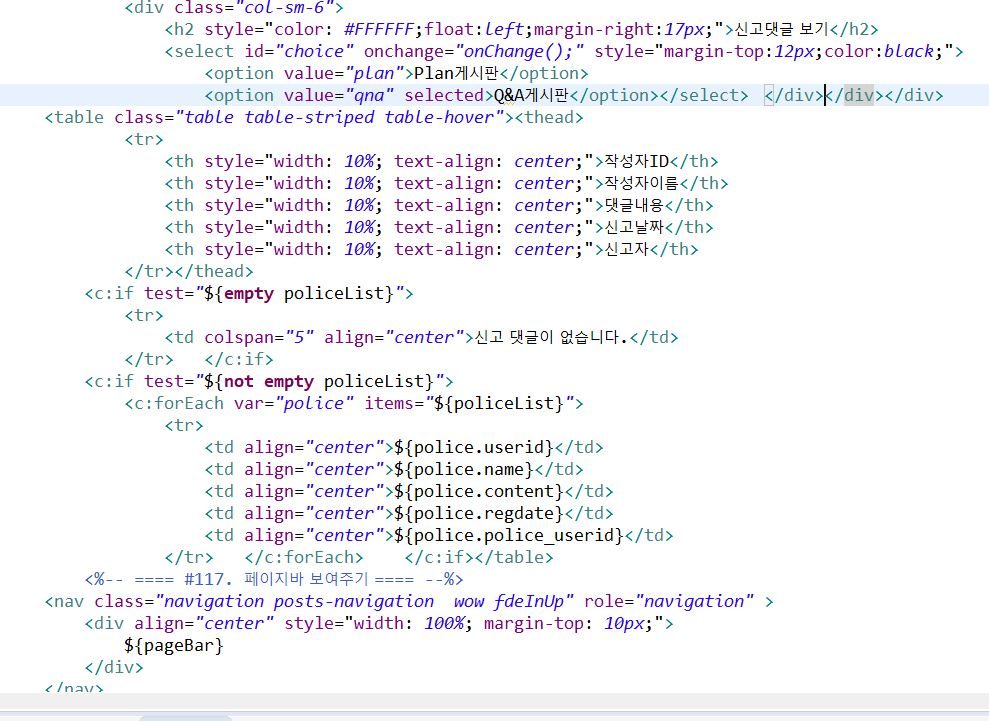 <div class="col-sm-6">
<h2 style="color: #FFFFFF;float:left;margin-right:17px;">신고댓글 보기</h2>
<select id="choice" onchange="onChange();" style="margin-top:12px;color:black;">
<option value="plan">Plan게시판</option>
<option value="qna" selected>Q&A게시판</option></select>  </div></div></div>
<table class="table table-striped table-hover"><thead>
<tr>
<th style="width: 10%; text-align: center;">작성자ID</th>
<th style="width: 10%; text-align: center;">작성자이름</th>
<th style="width: 10%; text-align: center;">댓글내용</th>
<th style="width: 10%; text-align: center;">신고날짜</th>
<th style="width: 10%; text-align: center;">신고자</th>
</tr></thead>
<c:if test="${empty policeList}">
<tr>
<td colspan="5" align="center">신고 댓글이 없습니다.</td>
</tr>   </c:if>
<c:if test="${not empty policeList}">
<c:forEach var="police" items="${policeList}">
<tr>
<td align="center">${police.userid}</td>
<td align="center">${police.name}</td>
<td align="center">${police.content}</td>
<td align="center">${police.regdate}</td>
<td align="center">${police.police_userid}</td>
</tr>   </c:forEach>    </c:if></table>
<%-- ==== #117. 페이지바 보여주기 ==== --%>
<nav class="navigation posts-navigation  wow fdeInUp" role="navigation" >
<div align="center" style="width: 100%; margin-top: 10px;">
${pageBar}
</div>
</nav>